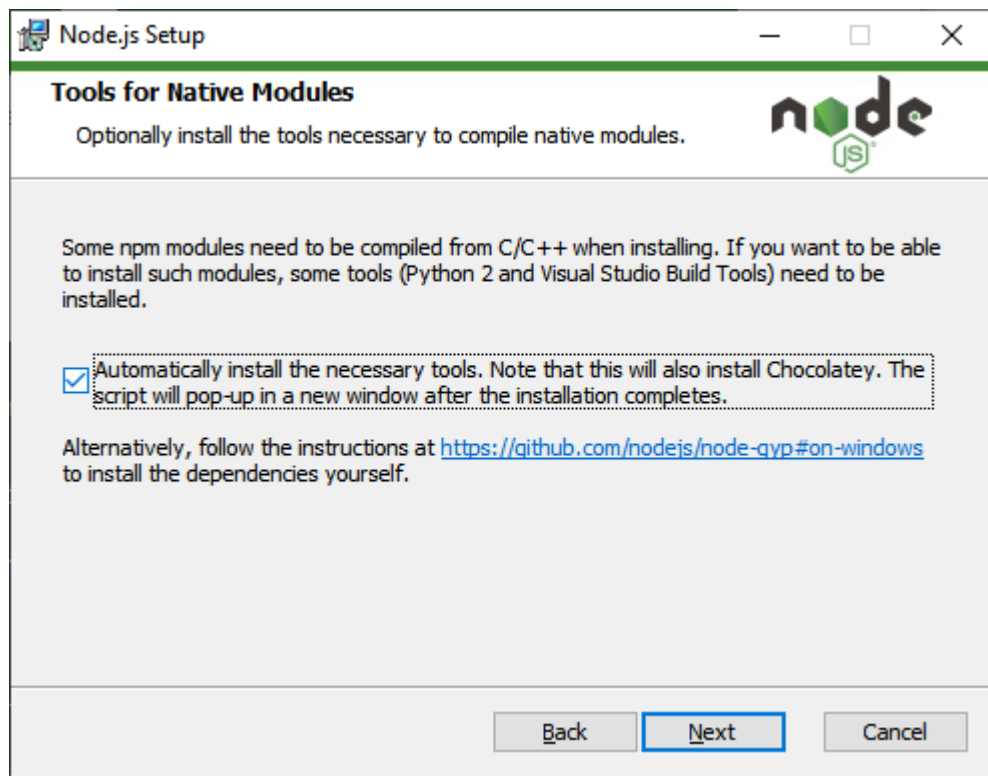 Node.js Setup
Tools for Native Modules
Optionally install the tools necessary to compile native modules.
node
JS
Some npm modules need to be compiled from C/C++ when installing. If you want to be able
to install such modules, some tools (Python 2 and Visual Studio Build Tools) need to be
installed.
Automatically install the necessary tools. Note that this will also install Chocolatey. The
script will pop-up in a new window after the installation completes.
Alternatively, follow the instructions at https://github.com/nodejs/node-gyp#on-windows
to install the dependencies yourself.
Back
Next
Cancel